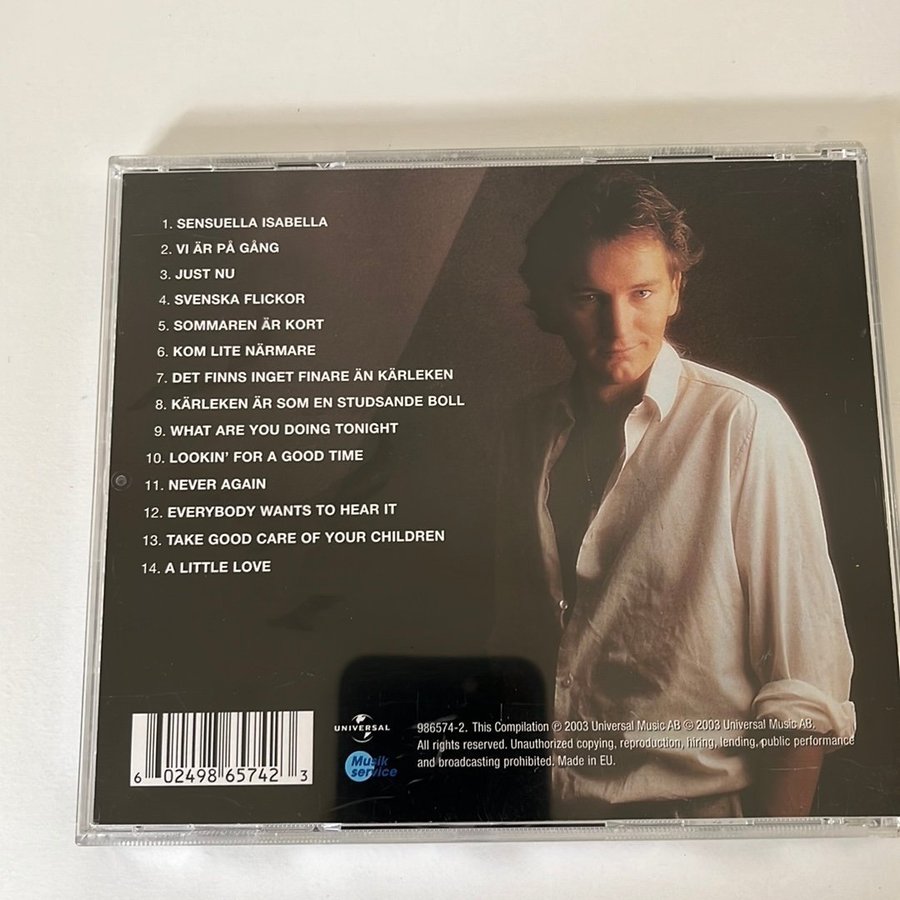 1. SENSUELLA ISABELLA
2. VI ÄR PÅ GÅNG
3. JUST NU
4. SVENSKA FLICKOR
5. SOMMAREN ÄR KORT
6. KOM LITE NÄRMARE
7. DET FINNS INGET FINARE ÄN KÄRLEKEN
8. KÄRLEKEN ÄR SOM EN STUDSANDE BOLL
9. WHAT ARE YOU DOING TONIGHT
10. LOOKIN' FOR A GOOD TIME
11. NEVER AGAIN
12. EVERYBODY WANTS TO HEAR IT
13. TAKE GOOD CARE OF YOUR CHILDREN
14. A LITTLE LOVE
6 02498 65742 3
UNIVERSAL
Musik
service
986574-2. This Compilation ℗ 2003 Universal Music AB © 2003 Universal Music AB.
All rights reserved. Unauthorized copying, reproduction, hiring, lending, public performance
and broadcasting prohibited. Made in EU.